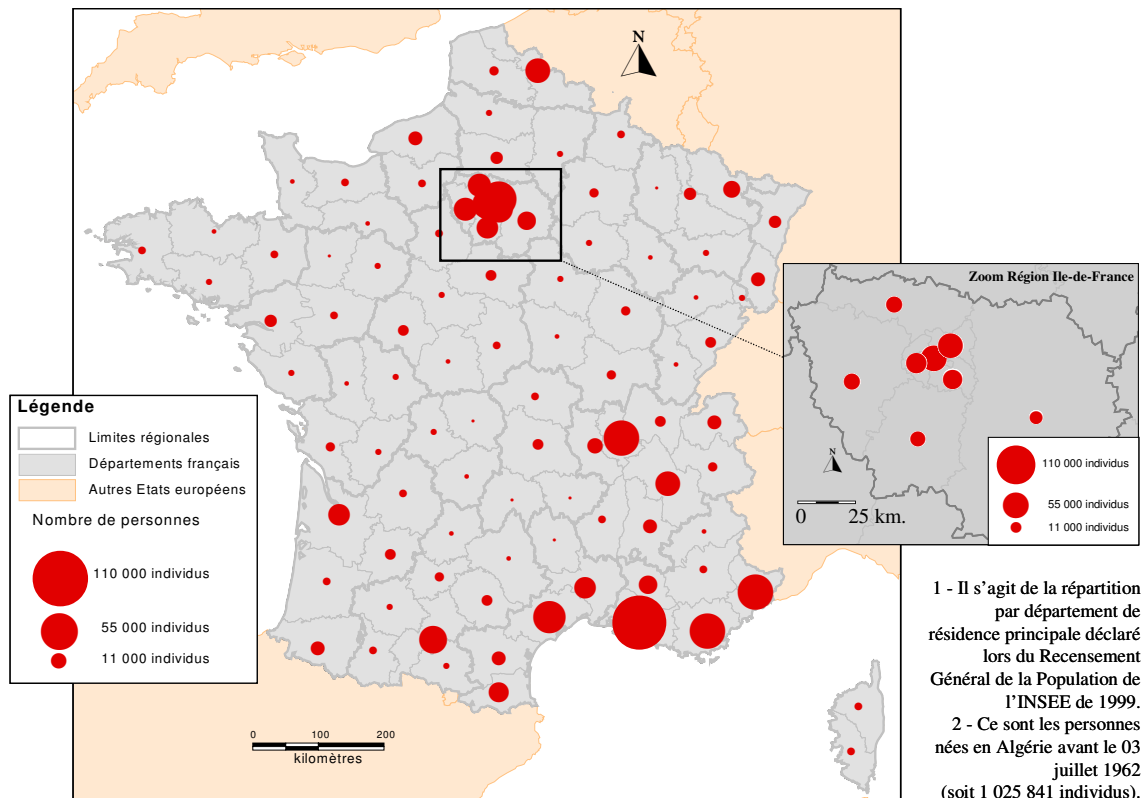 N
Zoom Région Ile-de-France
110 000 individus
55 000 individus
11 000 individus
N
0 25 km.
Légende
Limites régionales
Départements français
Autres Etats européens
Nombre de personnes
110 000 individus
55 000 individus
11 000 individus
0 100 200
kilomètres
1 - Il s’agit de la répartition
par département de
résidence principale déclaré
lors du Recensement
Général de la Population de
l’INSEE de 1999.
2 - Ce sont les personnes
nées en Algérie avant le 03
juillet 1962
(soit 1 025 841 individus).